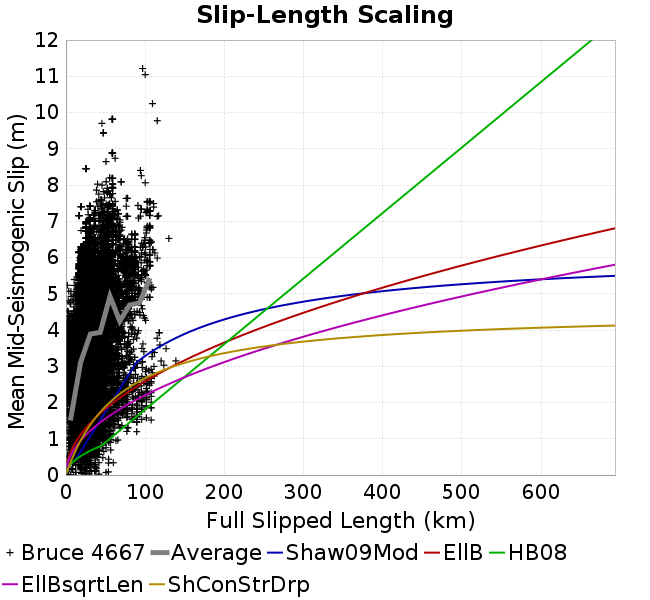 Slip-Length Scaling
Mean Mid-Seismogenic Slip (m)
12
11
10
9
8
7
6
5
4
3
2
1
0
0 100 200 300 400 500 600
Full Slipped Length (km)
Bruce 4667 Average Shaw09Mod EllB HB08
EllBsqrtLen ShConStrDrp